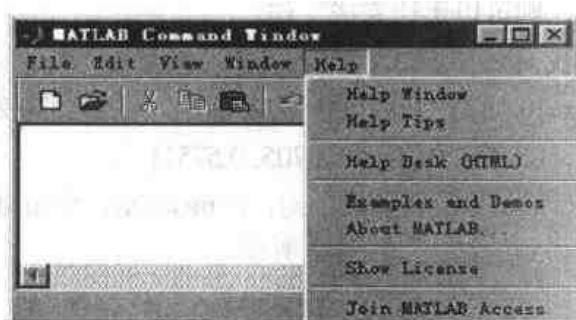 MATLAB Command Window
File Edit View Window Help
Help Window
Help Tips
Help Desk (HTML)
Examples and Demos
About MATLAB...
Show License
Join MATLAB Access